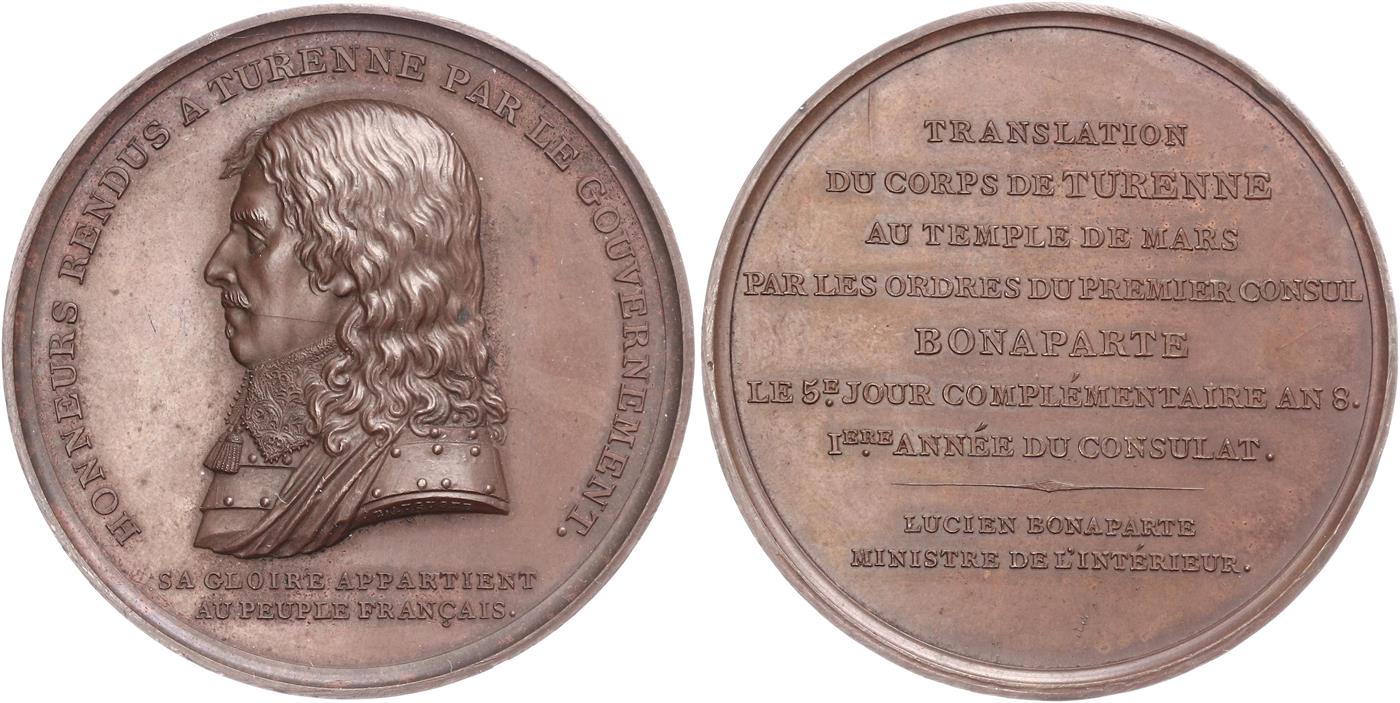 HONNEURS RENDUS A TURENNE PAR LE GOUVERNEMENT.
SA GLOIRE APPARTIENT
AU PEUPLE FRANÇAIS.
TRANSLATION
DU CORPS DE TURENNE
AU TEMPLE DE MARS
PAR LES ORDRES DU PREMIER CONSUL
BONAPARTE
LE 5.E JOUR COMPLÉMENTAIRE AN 8.
I.ERE ANNÉE DU CONSULAT.
LUCIEN BONAPARTE
MINISTRE DE L'INTÉRIEUR.